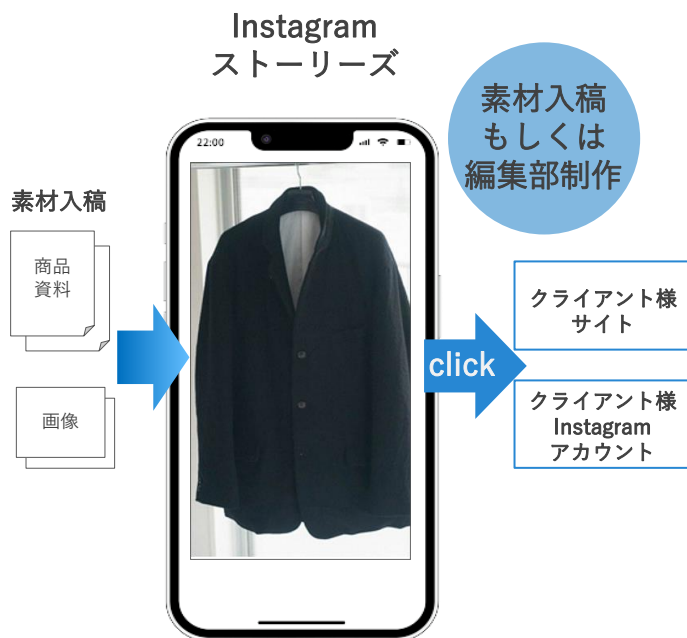 Instagram
ストーリーズ
素材入稿
もしくは
編集部制作
22:00
素材入稿
商品
資料
画像
click
クライアント様
サイト
クライアント様
Instagram
アカウント